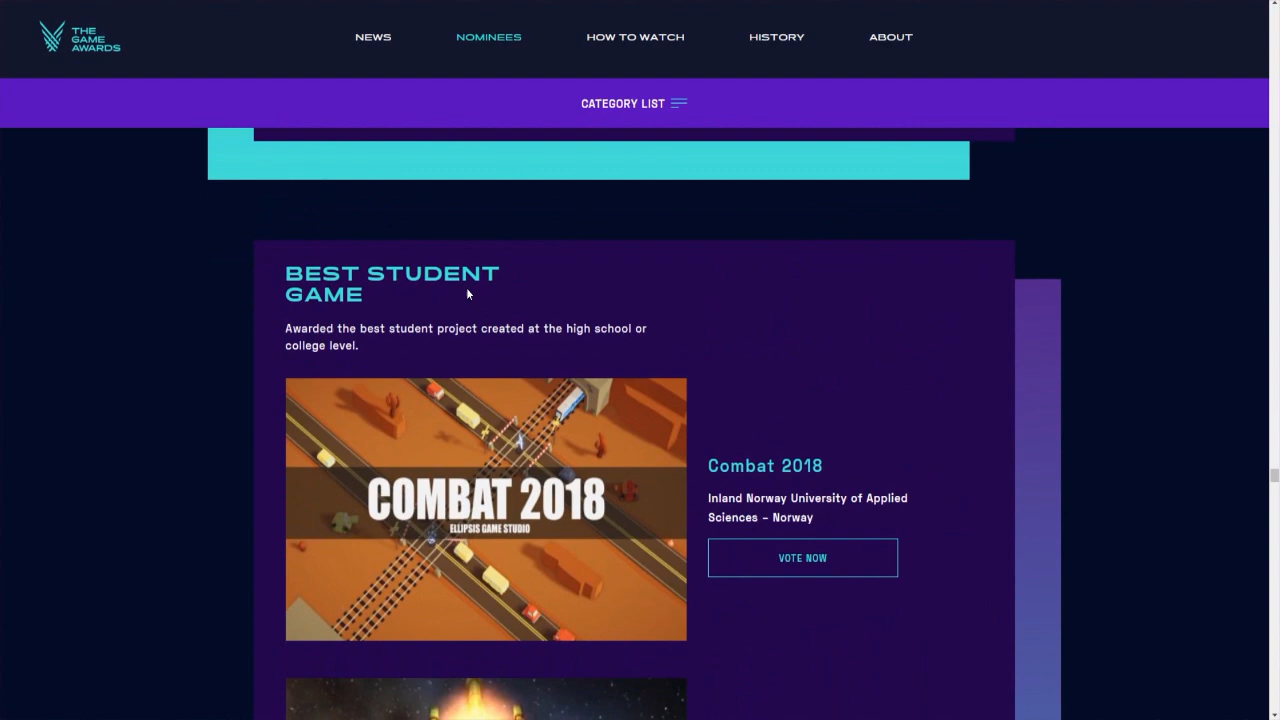 THE
GAME
AWARDS
NEWS
NOMINEES
HOW TO WATCH
HISTORY
ABOUT
CATEGORY LIST
BEST STUDENT
GAME
Awarded the best student project created at the high school or
college level.
COMBAT 2018
ELLIPSIS GAME STUDIO
Combat 2018
Inland Norway University of Applied
Sciences – Norway
VOTE NOW